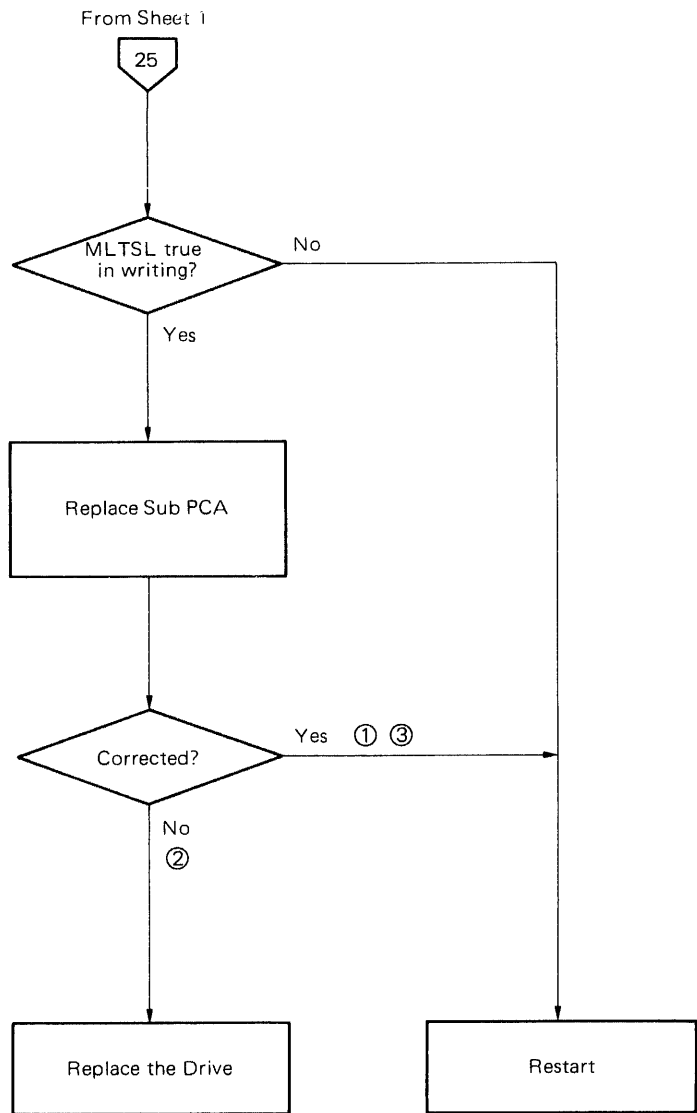 From Sheet 1
25
MLTSL true
in writing?
No
Yes
Replace Sub PCA
Corrected?
Yes ① ③
No
②
Replace the Drive
Restart